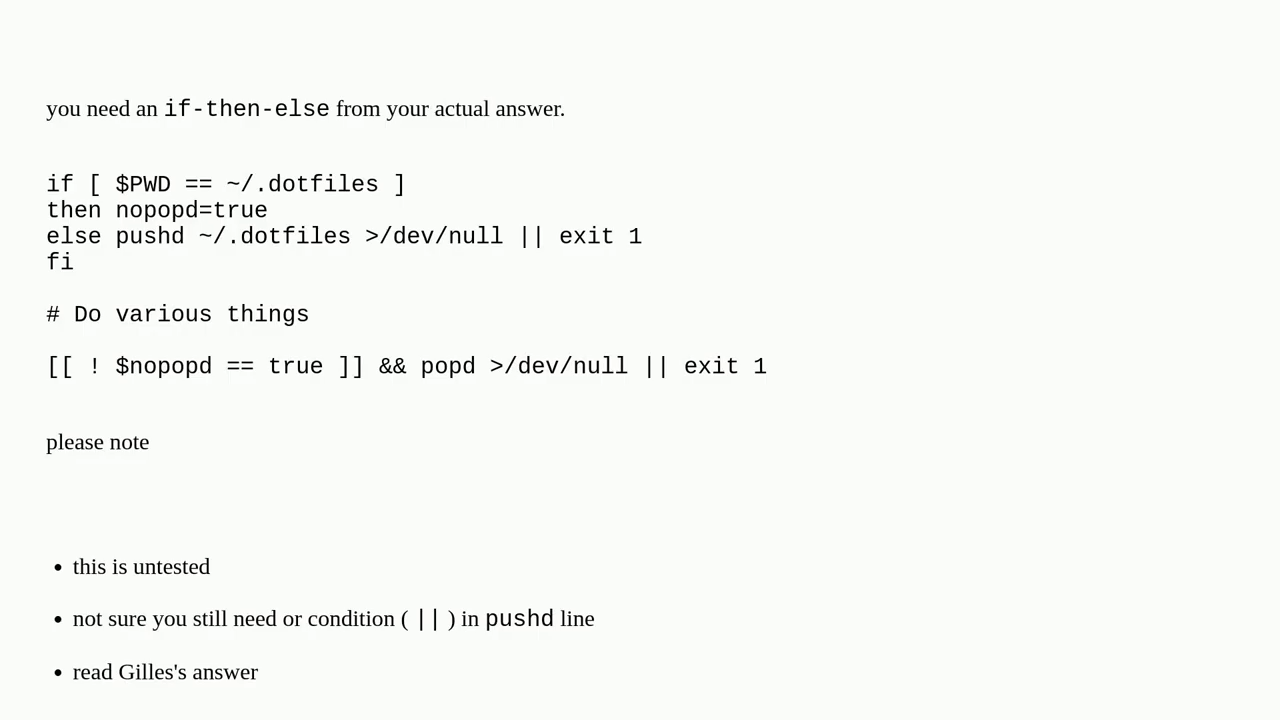 you need an if-then-else from your actual answer.
if [ $PWD == ~/.dotfiles ]
then nopopd=true
else pushd ~/.dotfiles >/dev/null || exit 1
fi
# Do various things
[[ ! $nopopd == true ]] && popd >/dev/null || exit 1
please note
• this is untested
• not sure you still need or condition ( || ) in pushd line
• read Gilles's answer